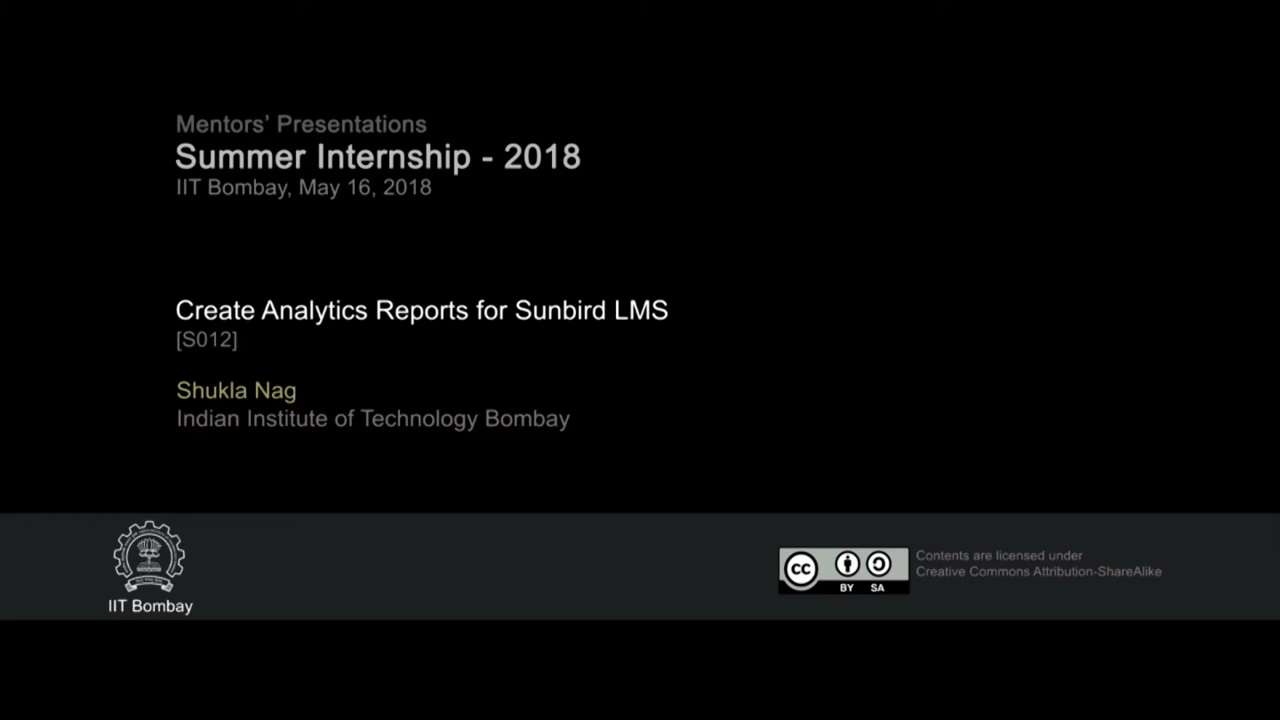 Mentors’ Presentations
Summer Internship - 2018
IIT Bombay, May 16, 2018
Create Analytics Reports for Sunbird LMS
[S012]
Shukla Nag
Indian Institute of Technology Bombay
IIT Bombay
cc
BY SA
Contents are licensed under
Creative Commons Attribution-ShareAlike